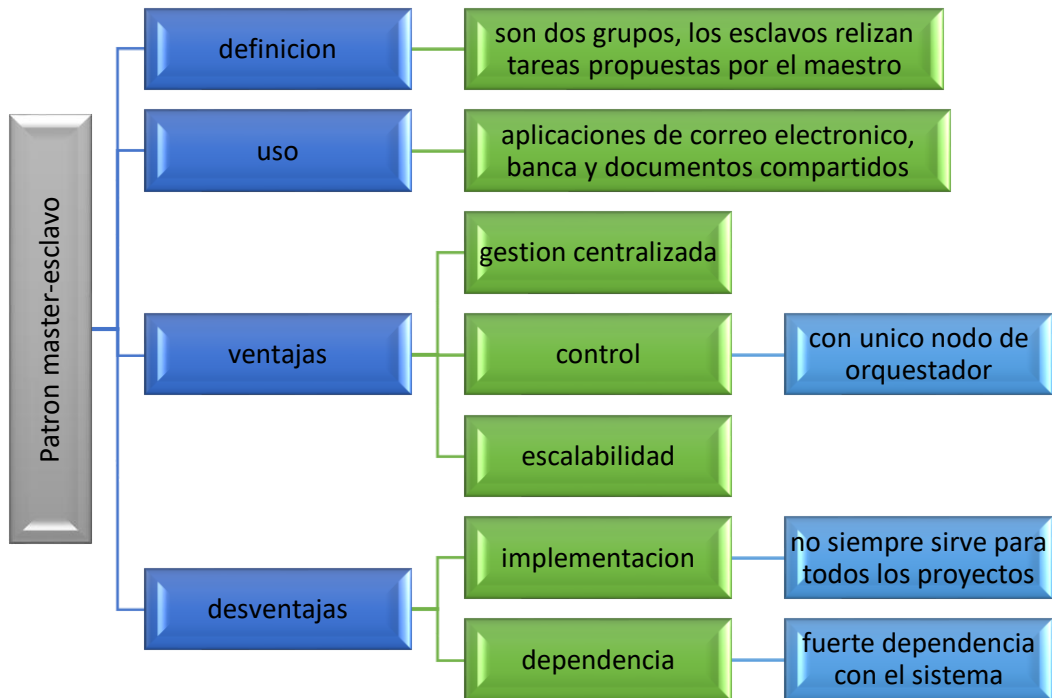 Patron master-esclavo
definicion
son dos grupos, los esclavos relizan
tareas propuestas por el maestro
uso
aplicaciones de correo electronico,
banca y documentos compartidos
ventajas
gestion centralizada
control
con unico nodo de
orquestador
escalabilidad
desventajas
implementacion
no siempre sirve para
todos los proyectos
dependencia
fuerte dependencia
con el sistema